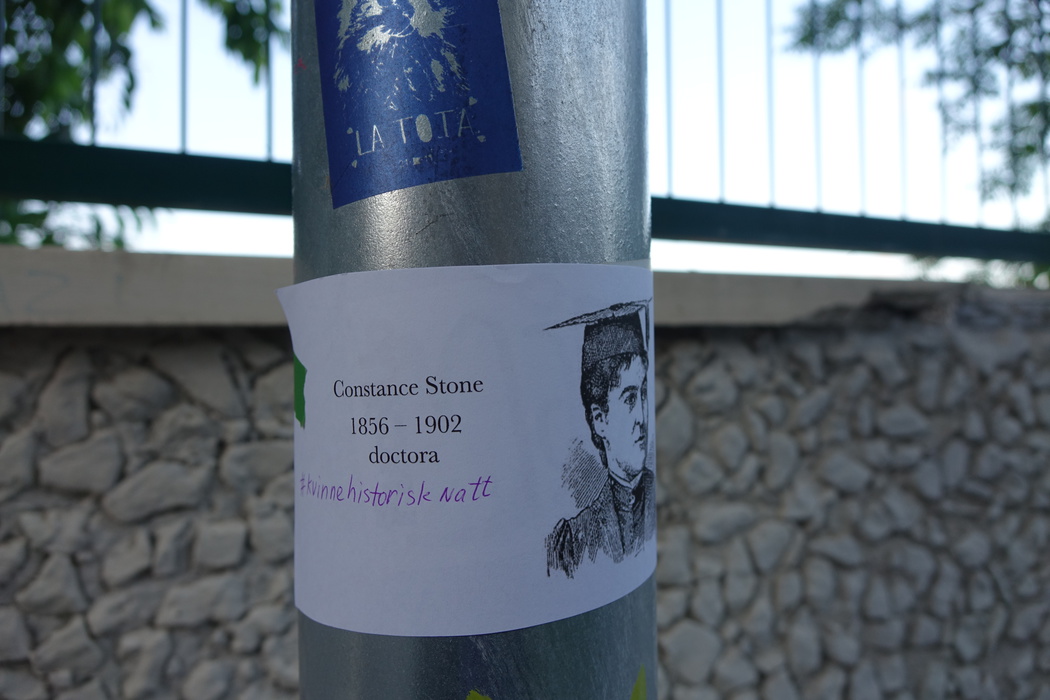 LA TOTA
Constance Stone
1856 – 1902
doctora
#kvinnehistorisk natt